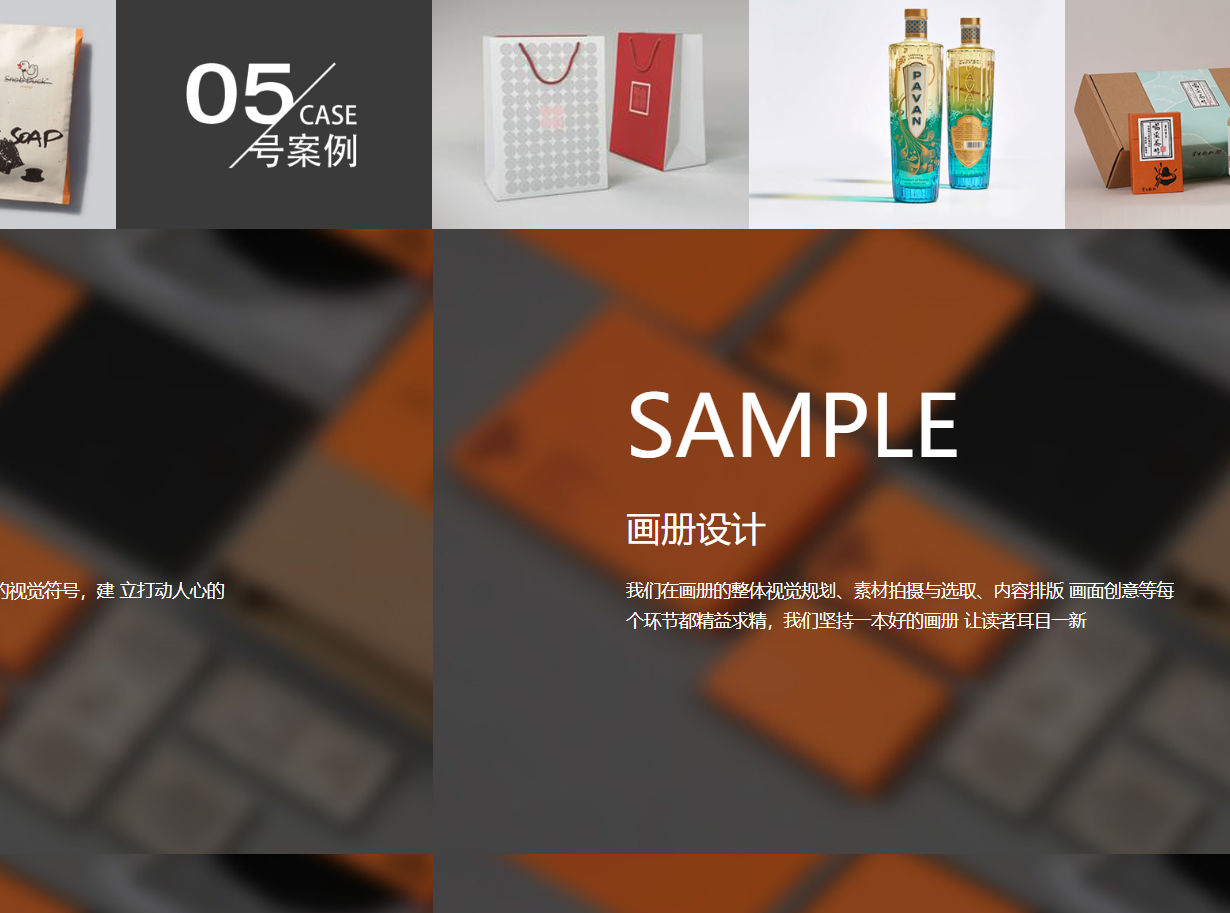 SOAP
05
CASE
号案例
PAVAN
SAMPLE
画册设计
的视觉符号，建 立打动人心的
我们在画册的整体视觉规划、素材拍摄与选取、内容排版 画面创意等每
个环节都精益求精，我们坚持一本好的画册 让读者耳目一新